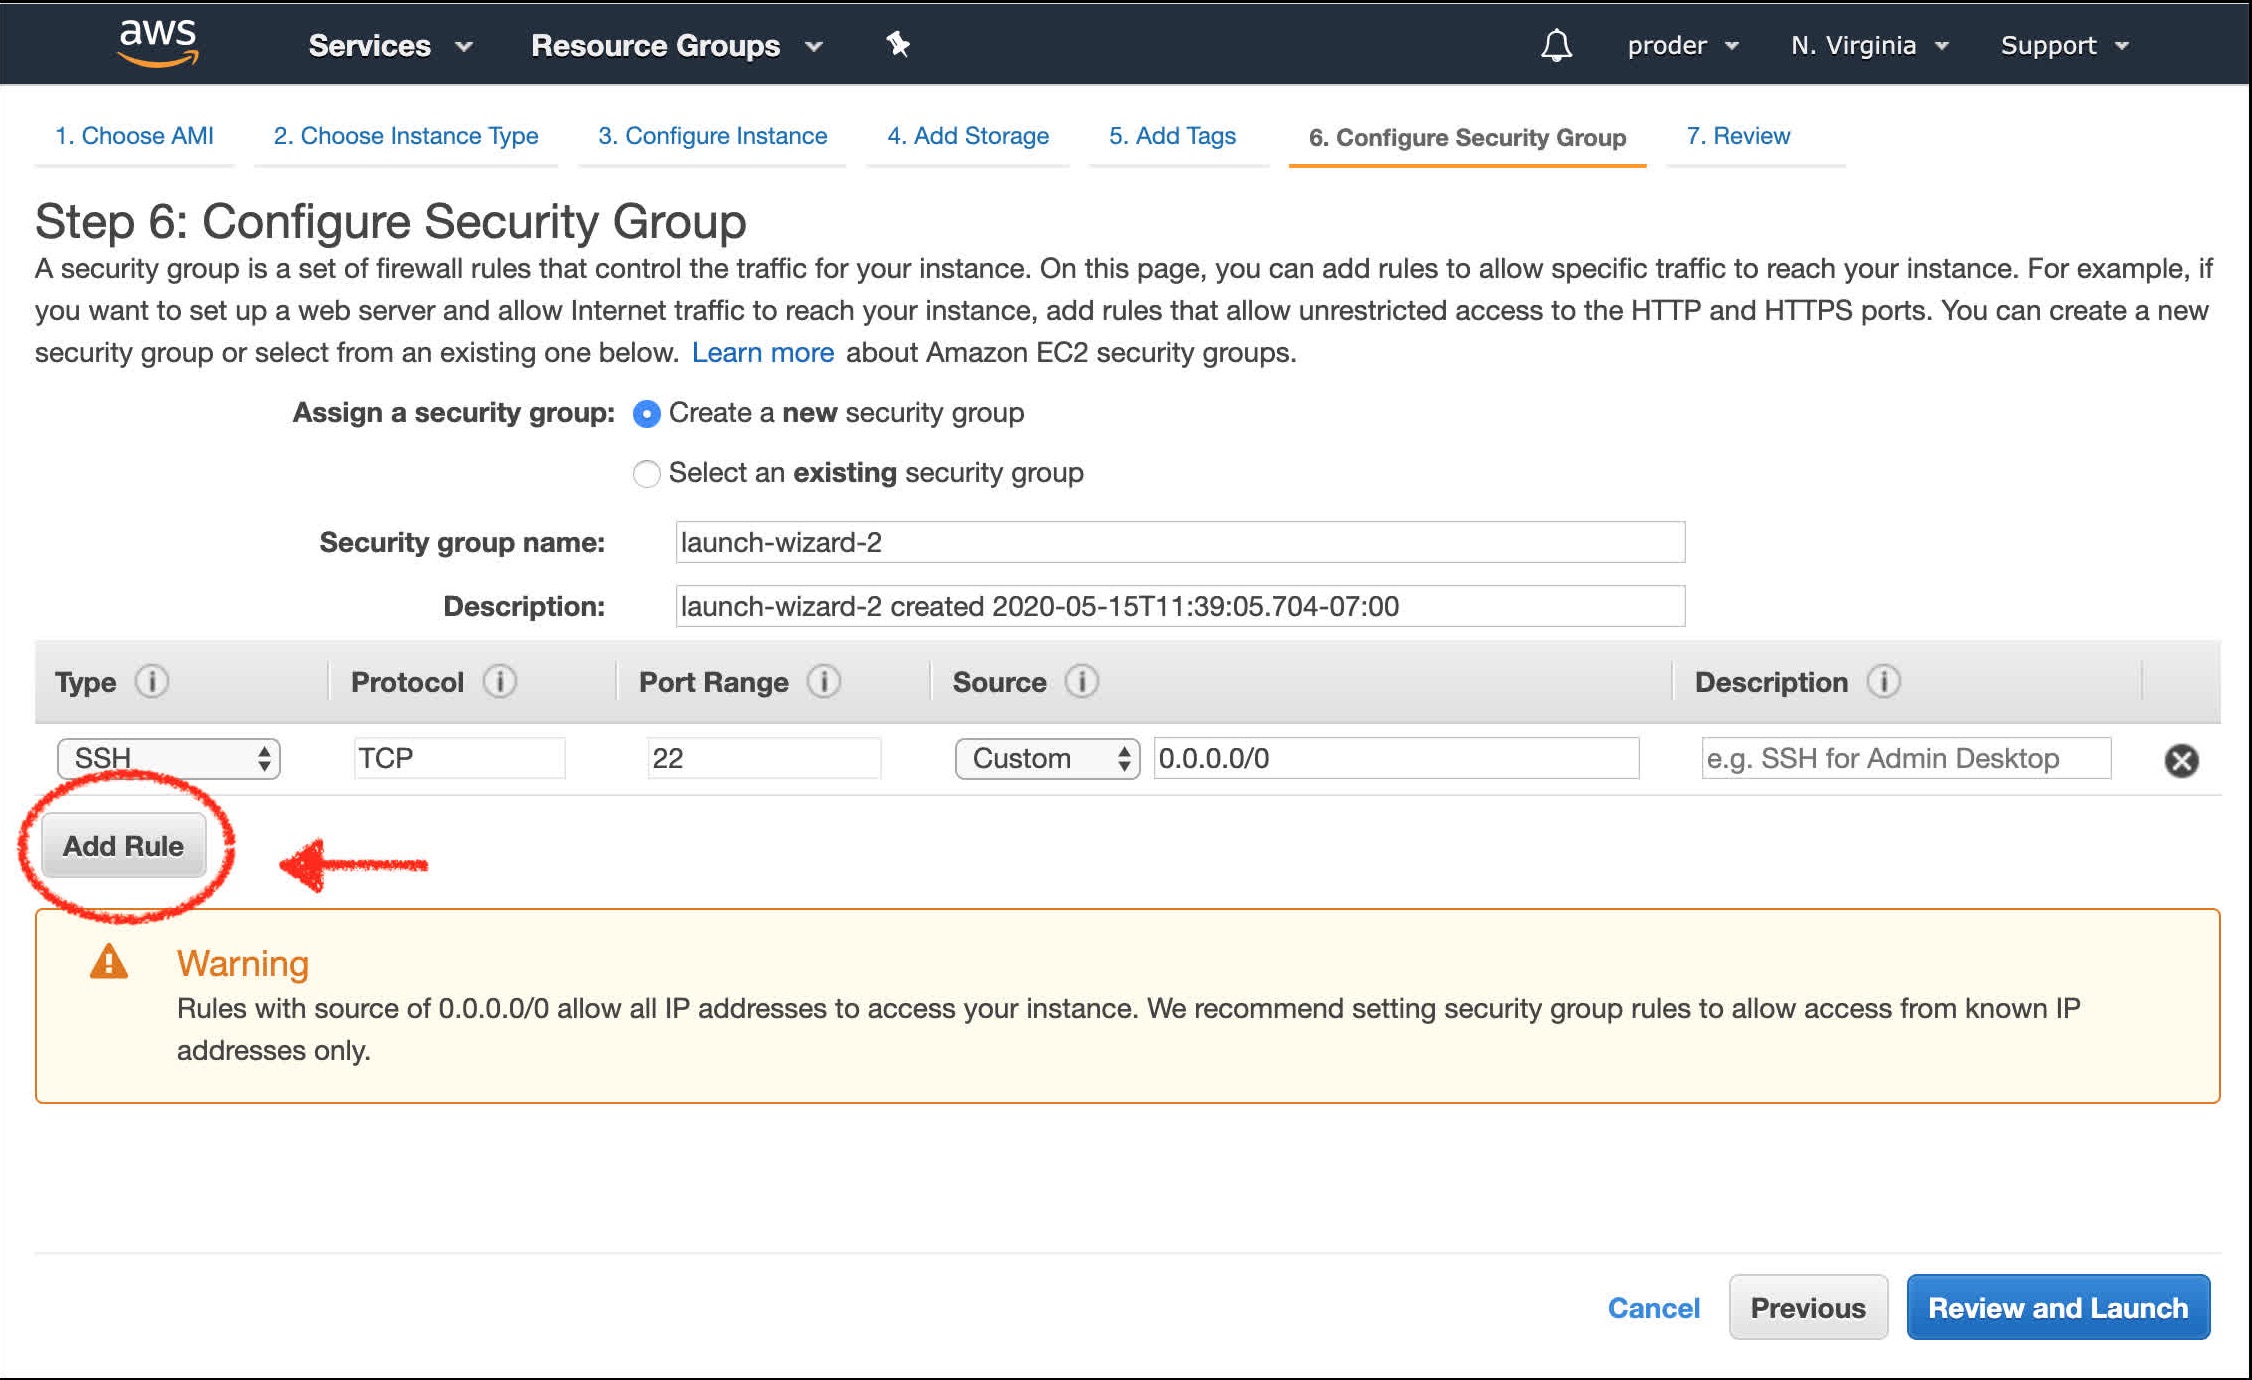 aws Services Resource Groups proder N. Virginia Support
1. Choose AMI 2. Choose Instance Type 3. Configure Instance 4. Add Storage 5. Add Tags 6. Configure Security Group 7. Review
Step 6: Configure Security Group
A security group is a set of firewall rules that control the traffic for your instance. On this page, you can add rules to allow specific traffic to reach your instance. For example, if
you want to set up a web server and allow Internet traffic to reach your instance, add rules that allow unrestricted access to the HTTP and HTTPS ports. You can create a new
security group or select from an existing one below. Learn more about Amazon EC2 security groups.
Assign a security group: Create a new security group
Select an existing security group
Security group name: launch-wizard-2
Description: launch-wizard-2 created 2020-05-15T11:39:05.704-07:00
Type i Protocol i Port Range i Source i Description i
SSH TCP 22 Custom 0.0.0.0/0 e.g. SSH for Admin Desktop
Add Rule
Warning
Rules with source of 0.0.0.0/0 allow all IP addresses to access your instance. We recommend setting security group rules to allow access from known IP
addresses only.
Cancel Previous Review and Launch